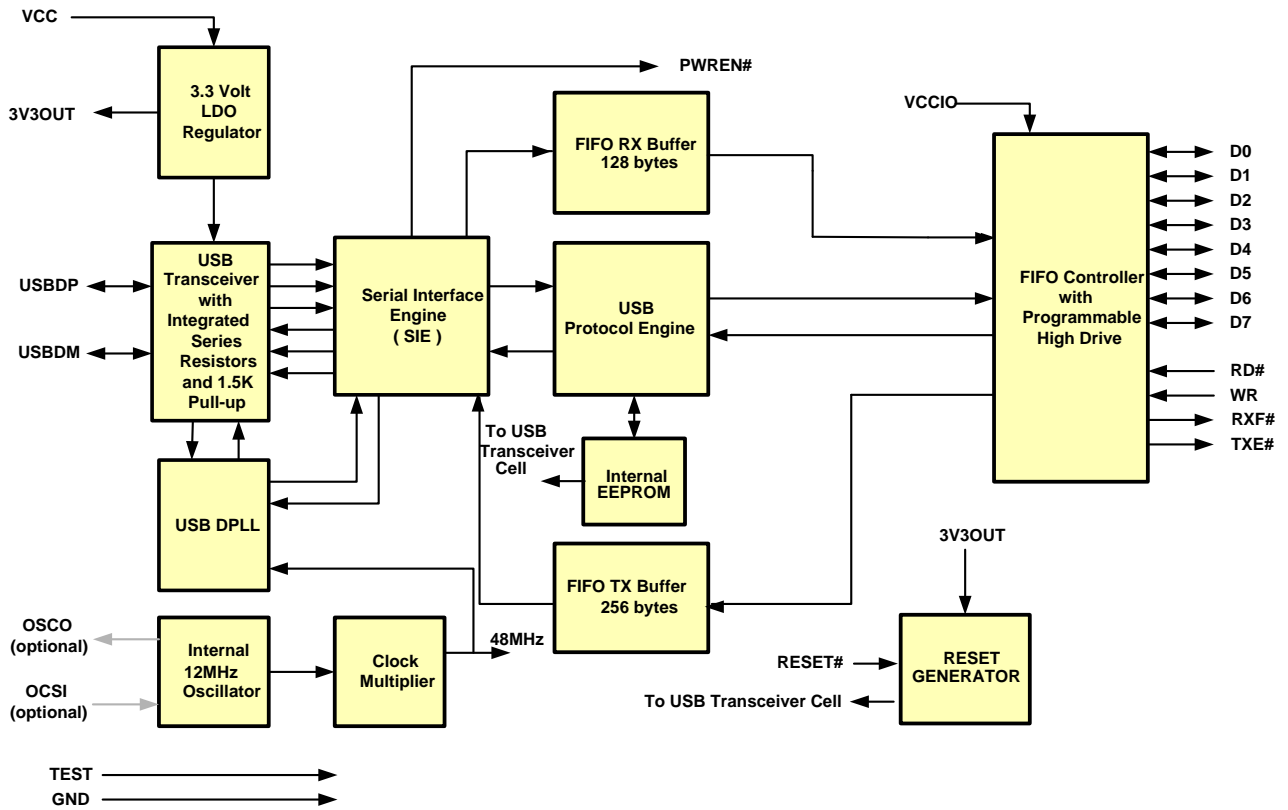 VCC
3.3 Volt
LDO
Regulator
3V3OUT
PWREN#
FIFO RX Buffer
128 bytes
VCCIO
D0
D1
D2
D3
D4
D5
D6
D7
RD#
WR
RXF#
TXE#
FIFO Controller
with
Programmable
High Drive
USBDP
USBDM
USB
Transceiver
with
Integrated
Series
Resistors
and 1.5K
Pull-up
Serial Interface
Engine
( SIE )
USB
Protocol Engine
To USB
Transceiver
Cell
Internal
EEPROM
USB DPLL
FIFO TX Buffer
256 bytes
3V3OUT
OSCO
(optional)
OCSI
(optional)
Internal
12MHz
Oscillator
Clock
Multiplier
48MHz
RESET#
RESET
GENERATOR
To USB Transceiver Cell
TEST
GND